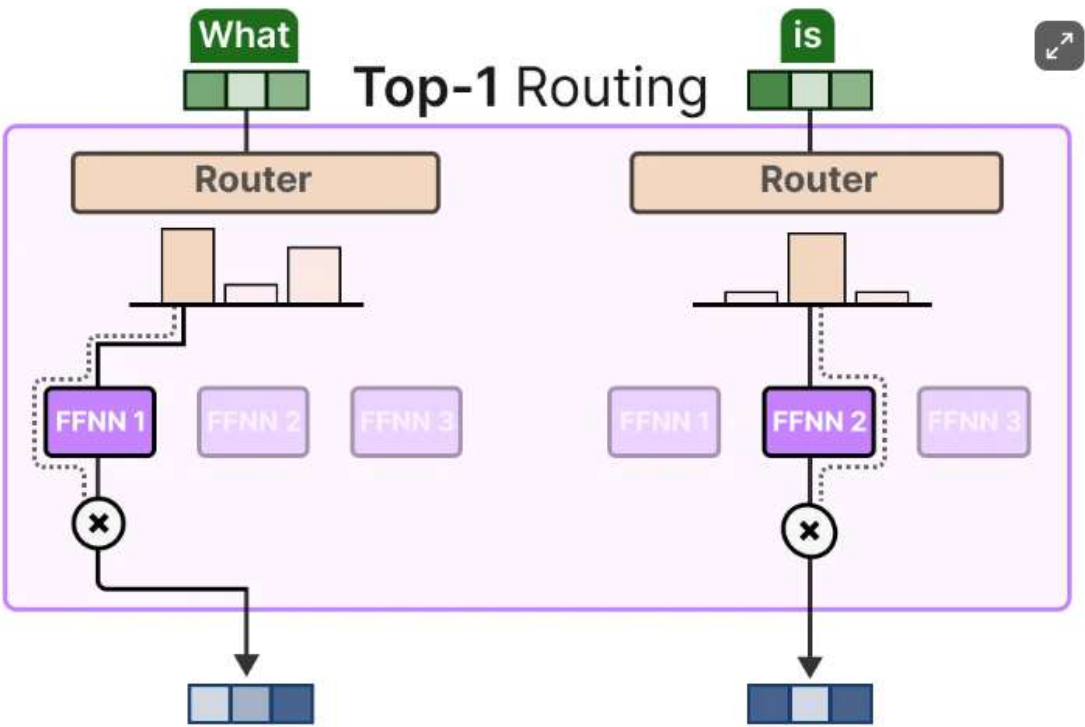 What
is
Top-1 Routing
Router
Router
FFNN 1
FFNN 2
FFNN 3
FFNN 1
FFNN 2
FFNN 3